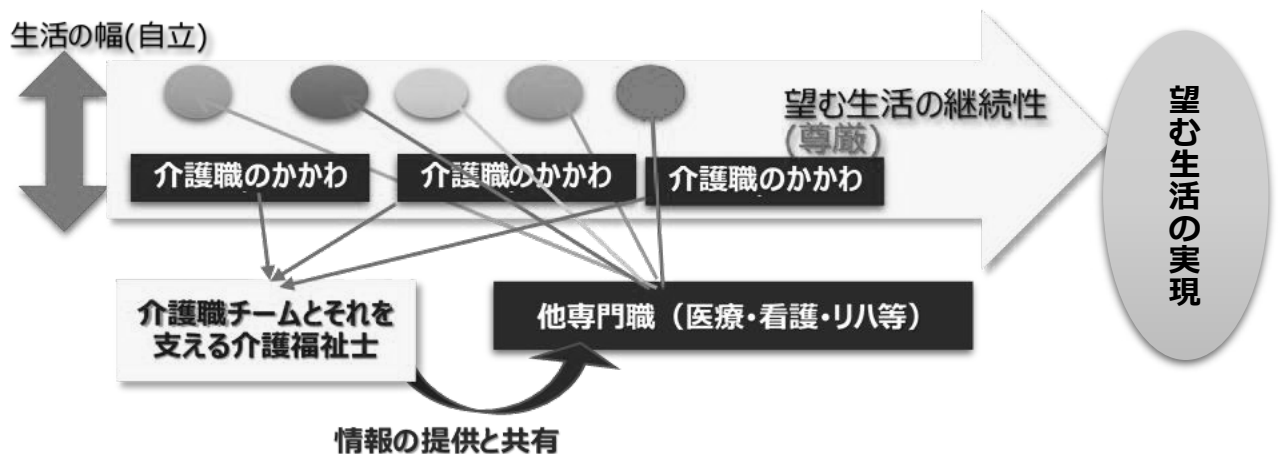 生活の幅(自立)
望む生活の継続性
(尊厳)
介護職のかかわ
介護職のかかわ
介護職のかかわ
望む生活の実現
介護職チームとそれを
支える介護福祉士
他専門職（医療・看護・リハ等）
情報の提供と共有